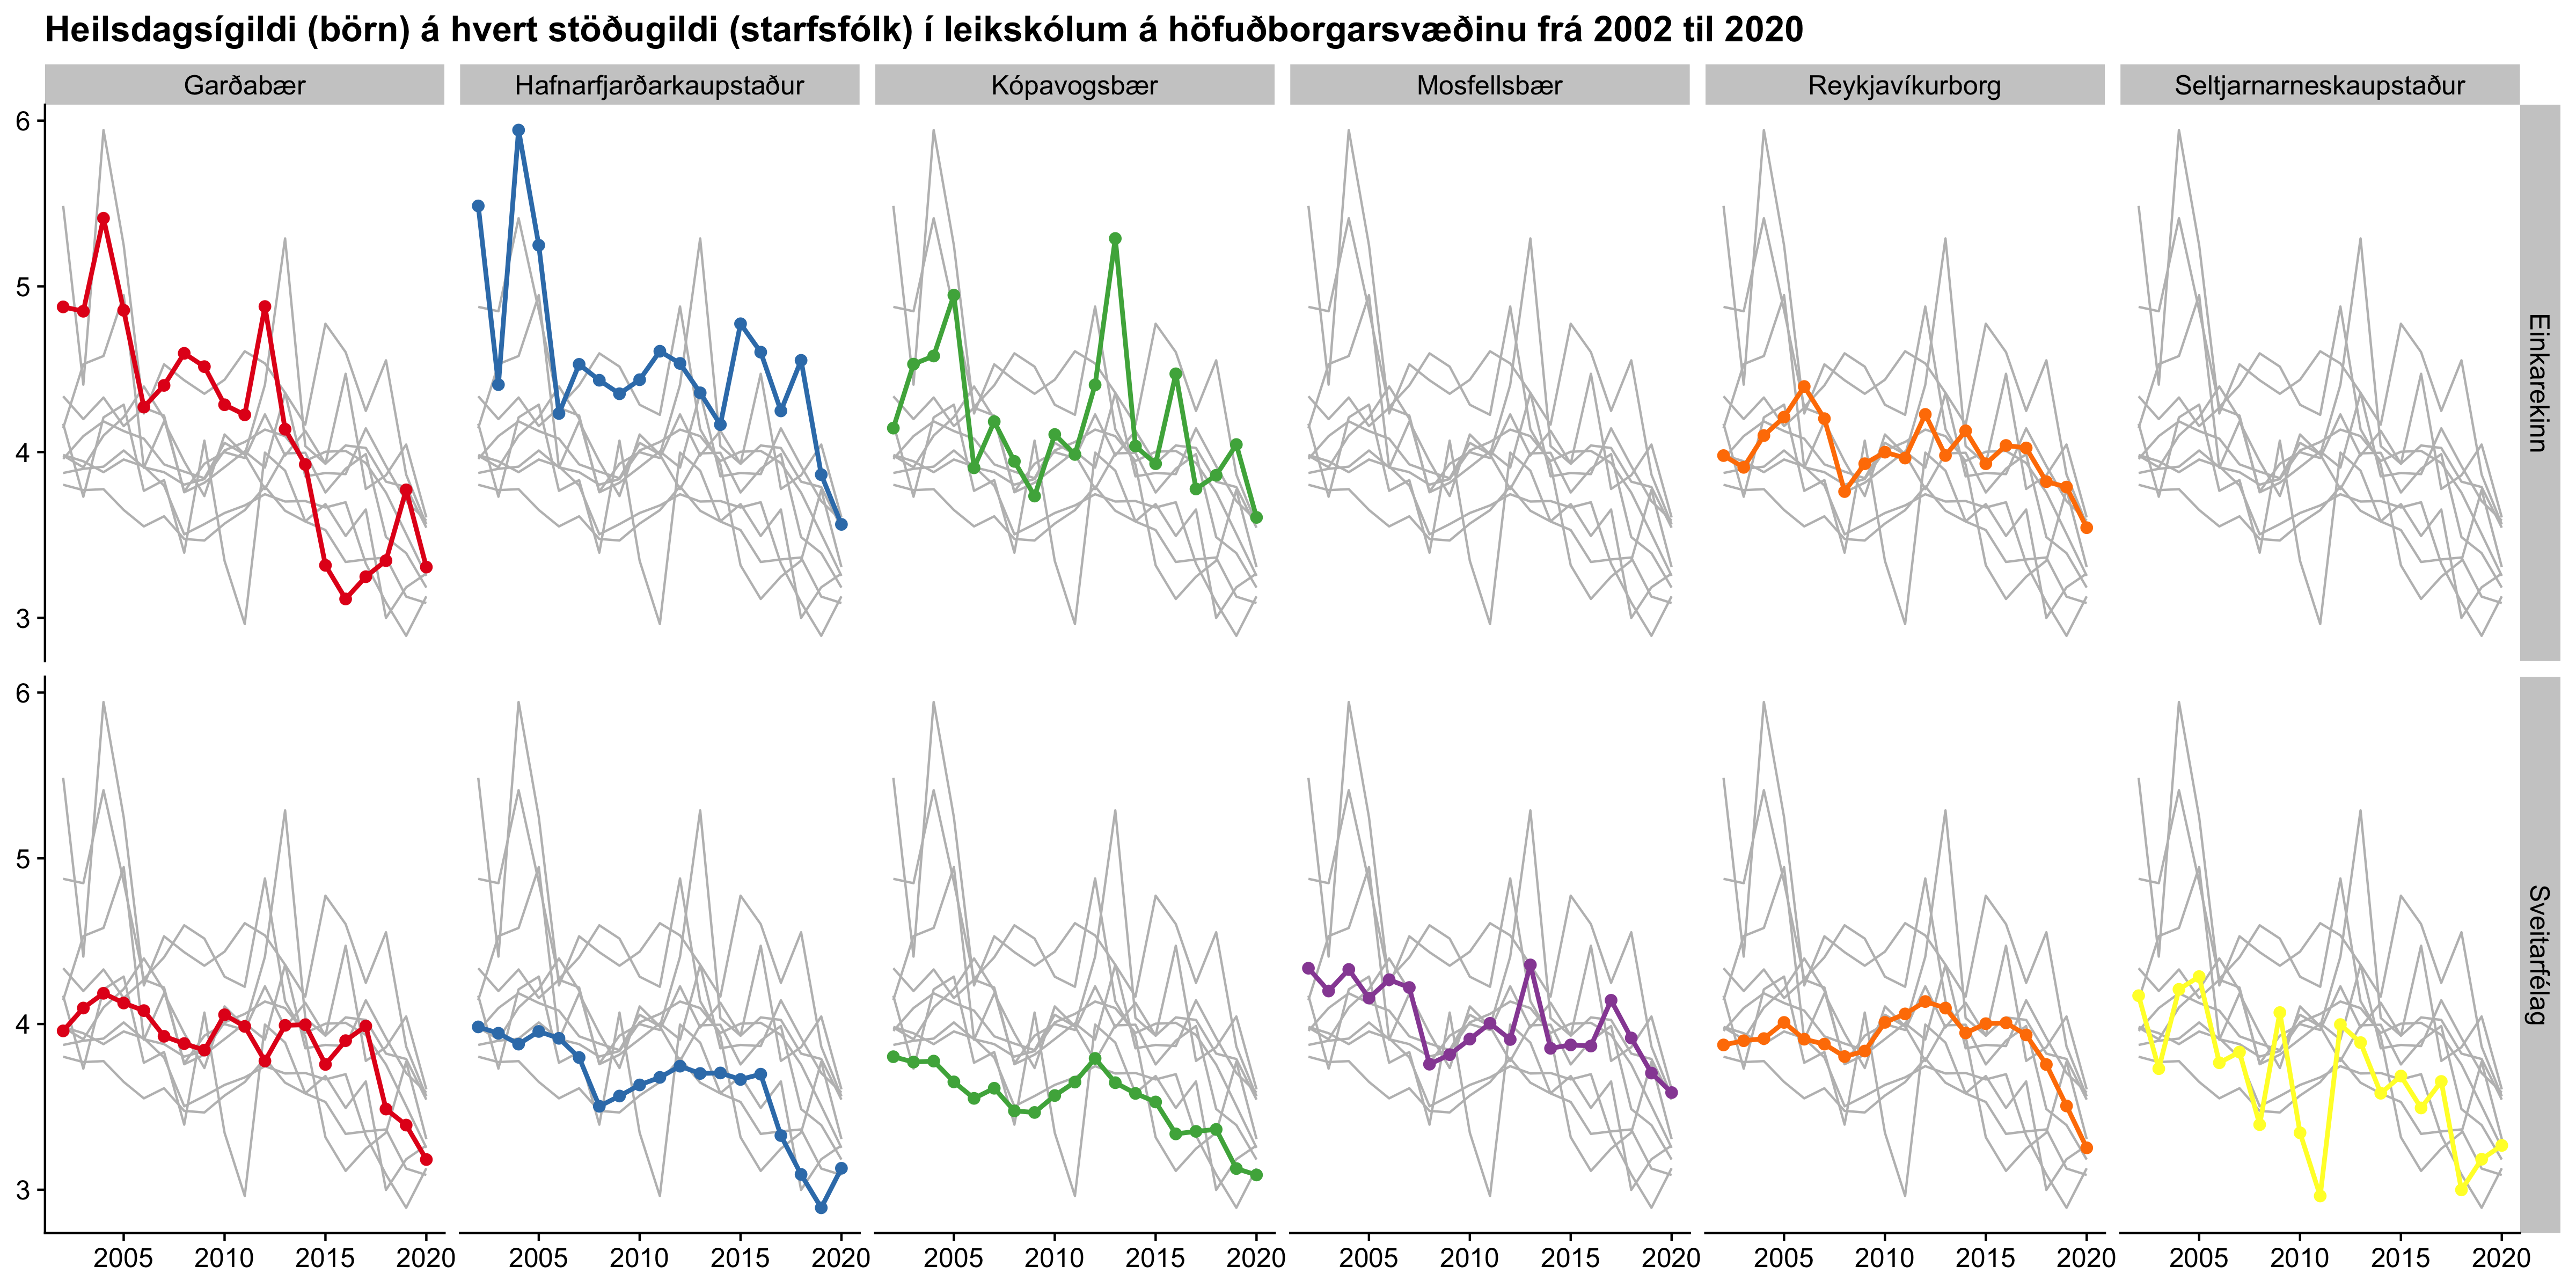 Heilsdagsígildi (börn) á hvert stöðugildi (starfsfólk) í leikskólum á höfuðborgarsvæðinu frá 2002 til 2020
Garðabær
Hafnarfjarðarkaupstaður
Kópavogsbær
Mosfellsbær
Reykjavíkurborg
Seltjarnarneskaupstaður
6
5
4
3
Einkarekinn
6
5
4
3
Sveitarfélag
2005 2010 2015 2020
2005 2010 2015 2020
2005 2010 2015 2020
2005 2010 2015 2020
2005 2010 2015 2020
2005 2010 2015 2020